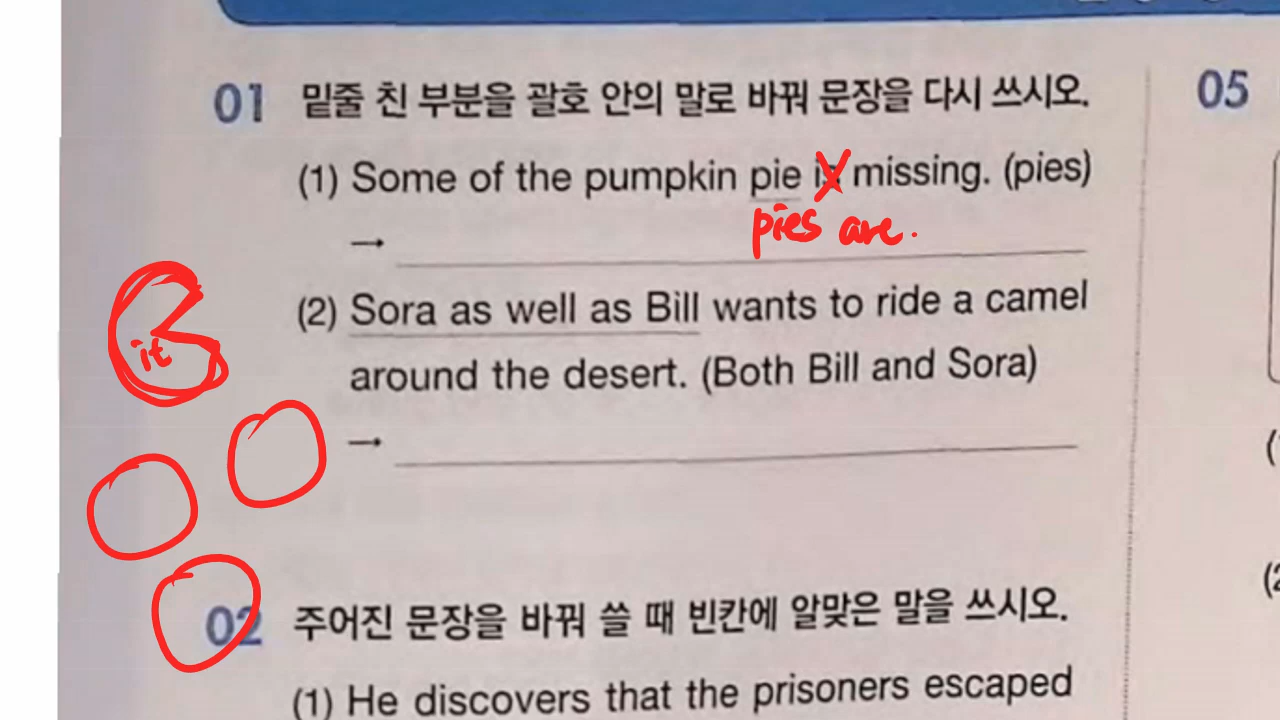 01 밑줄 친 부분을 괄호 안의 말로 바꿔 문장을 다시 쓰시오.
05
(1) Some of the pumpkin pie is missing. (pies)
pies are.
→
(2) Sora as well as Bill wants to ride a camel
it
around the desert. (Both Bill and Sora)
→
02 주어진 문장을 바꿔 쓸 때 빈칸에 알맞은 말을 쓰시오.
(1) He discovers that the prisoners escaped